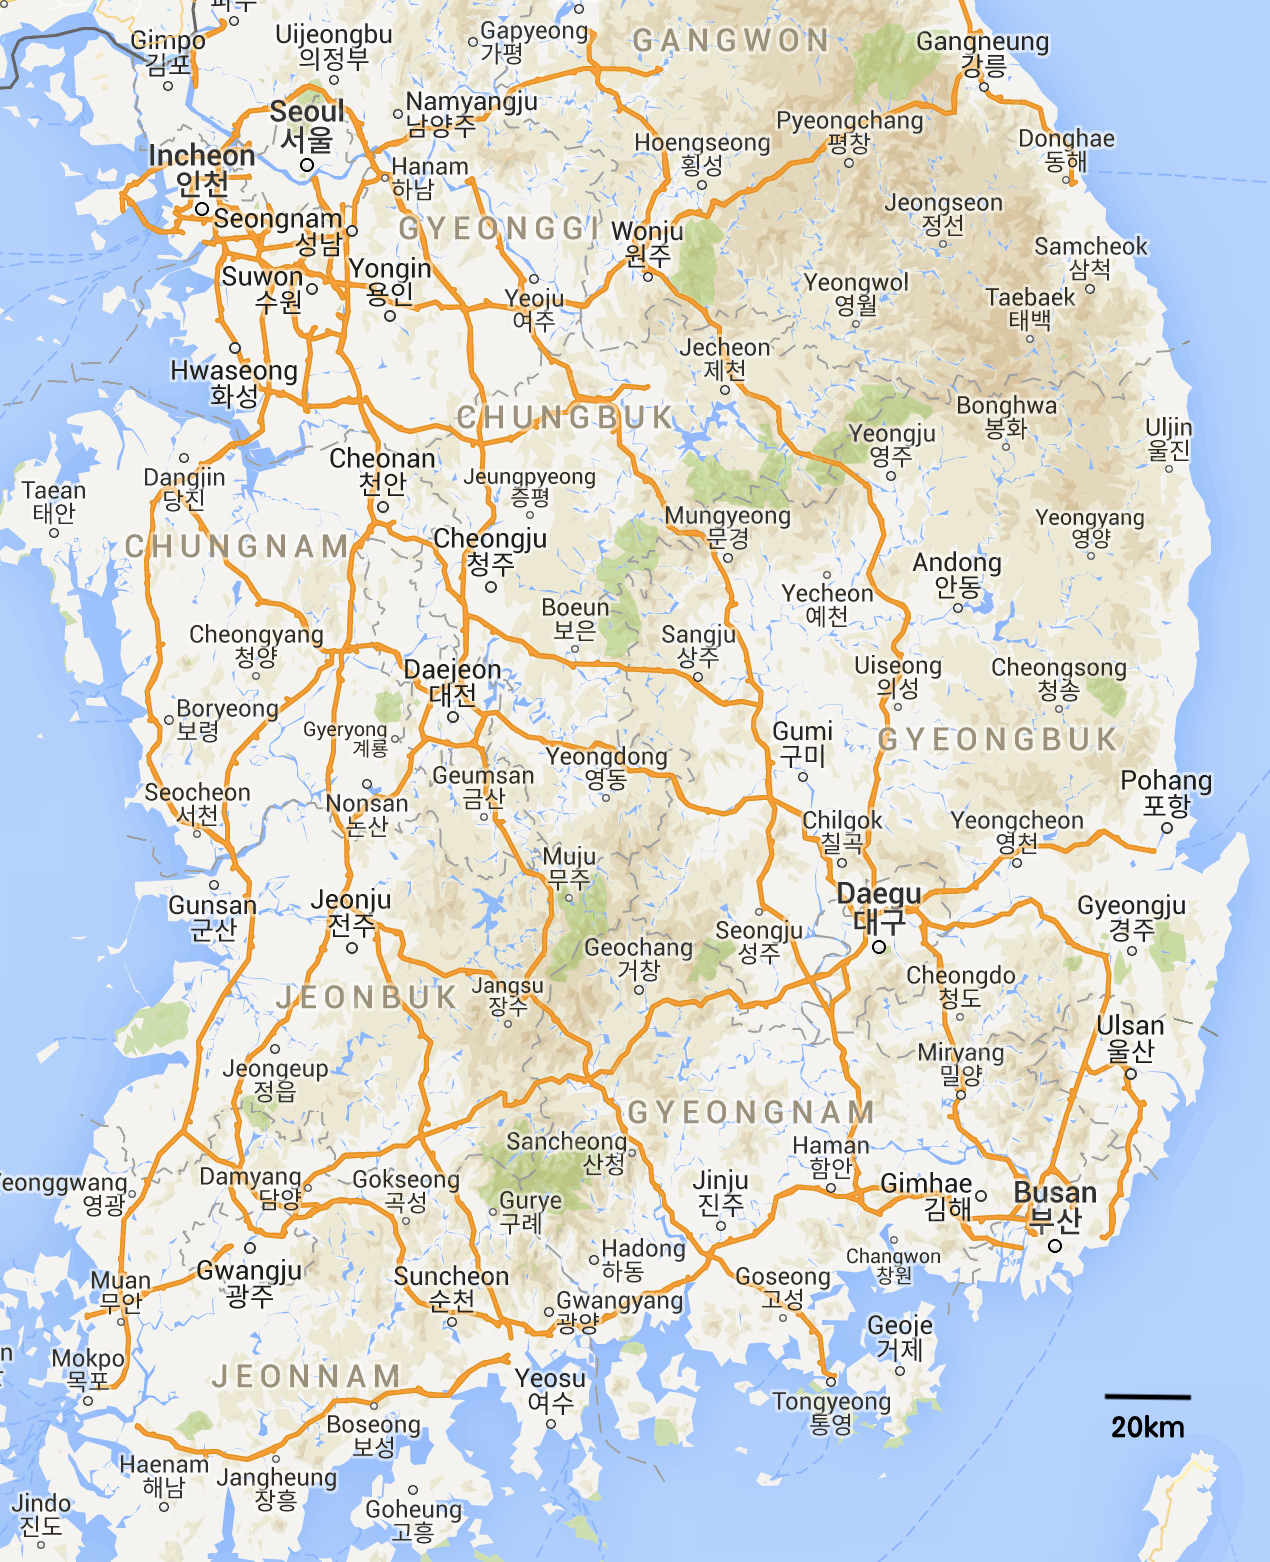 Gimpo
김포
Uijeongbu
의정부
Gapyeong
가평
GANGWON
Gangneung
강릉
Seoul
서울
Namyangju
남양주
Pyeongchang
평창
Hoengseong
횡성
Donghae
동해
Incheon
인천
Hanam
하남
Jeongseon
정선
Seongnam
성남
GYEONGGI
Wonju
원주
Samcheok
삼척
Suwon
수원
Yongin
용인
Yeoju
여주
Yeongwol
영월
Taebaek
태백
Hwaseong
화성
Jecheon
제천
CHUNGBUK
Bonghwa
봉화
Yeongju
영주
Uljin
울진
Dangjin
당진
Cheonan
천안
Jeungpyeong
증평
Taean
태안
Mungyeong
문경
Yeongyang
영양
CHUNGNAM
Cheongju
청주
Andong
안동
Yecheon
예천
Boeun
보은
Cheongyang
청양
Sangju
상주
Uiseong
의성
Cheongsong
청송
Daejeon
대전
Boryeong
보령
Gyeryong
계룡
Gumi
구미
GYEONGBUK
Yeongdong
영동
Geumsan
금산
Pohang
포항
Seocheon
서천
Nonsan
논산
Chilgok
칠곡
Yeongcheon
영천
Muju
무주
Daegu
대구
Gunsan
군산
Jeonju
전주
Gyeongju
경주
Seongju
성주
Geochang
거창
Cheongdo
청도
JEONBUK
Jangsu
장수
Ulsan
울산
Jeongeup
정읍
Miryang
밀양
GYEONGNAM
Sancheong
산청
Haman
함안
Yeonggwang
영광
Damyang
담양
Gokseong
곡성
Jinju
진주
Gimhae
김해
Busan
부산
Gurye
구례
Hadong
하동
Changwon
창원
Gwangju
광주
Muan
무안
Suncheon
순천
Gwangyang
광양
Goseong
고성
Geoje
거제
Mokpo
목포
JEONNAM
Yeosu
여수
Tongyeong
통영
20km
Boseong
보성
Haenam
해남
Jangheung
장흥
Goheung
고흥
Jindo
진도